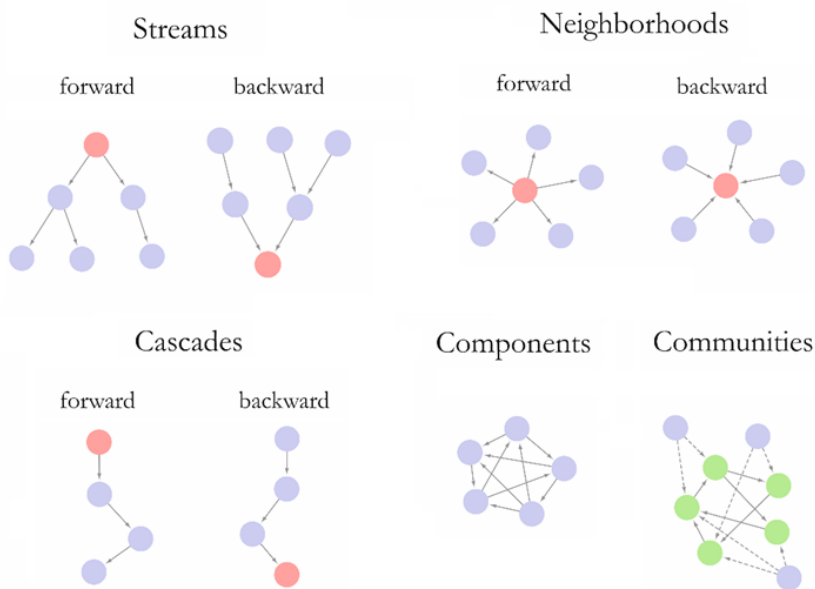 Streams
forward
backward
Neighborhoods
forward
backward
Cascades
forward
backward
Components
Communities